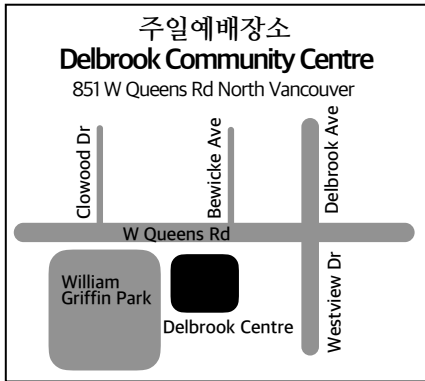 주일예배장소
Delbrook Community Centre
851 W Queens Rd North Vancouver
Clowood Dr
Bewicke Ave
Delbrook Ave
W Queens Rd
William
Griffin Park
Delbrook Centre
Westview Dr